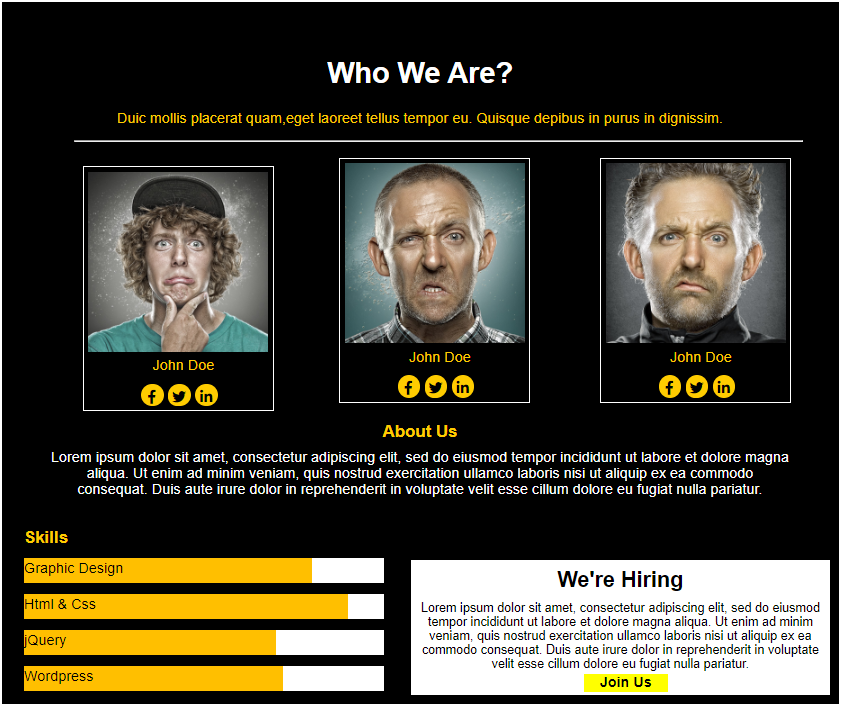 Who We Are?
Duic mollis placerat quam,eget laoreet tellus tempor eu. Quisque depibus in purus in dignissim.
John Doe
John Doe
John Doe
About Us
Lorem ipsum dolor sit amet, consectetur adipiscing elit, sed do eiusmod tempor incididunt ut labore et dolore magna
aliqua. Ut enim ad minim veniam, quis nostrud exercitation ullamco laboris nisi ut aliquip ex ea commodo
consequat. Duis aute irure dolor in reprehenderit in voluptate velit esse cillum dolore eu fugiat nulla pariatur.
Skills
Graphic Design
Html & Css
jQuery
Wordpress
We're Hiring
Lorem ipsum dolor sit amet, consectetur adipiscing elit, sed do eiusmod
tempor incididunt ut labore et dolore magna aliqua. Ut enim ad minim
veniam, quis nostrud exercitation ullamco laboris nisi ut aliquip ex ea
commodo consequat. Duis aute irure dolor in reprehenderit in voluptate
velit esse cillum dolore eu fugiat nulla pariatur.
Join Us